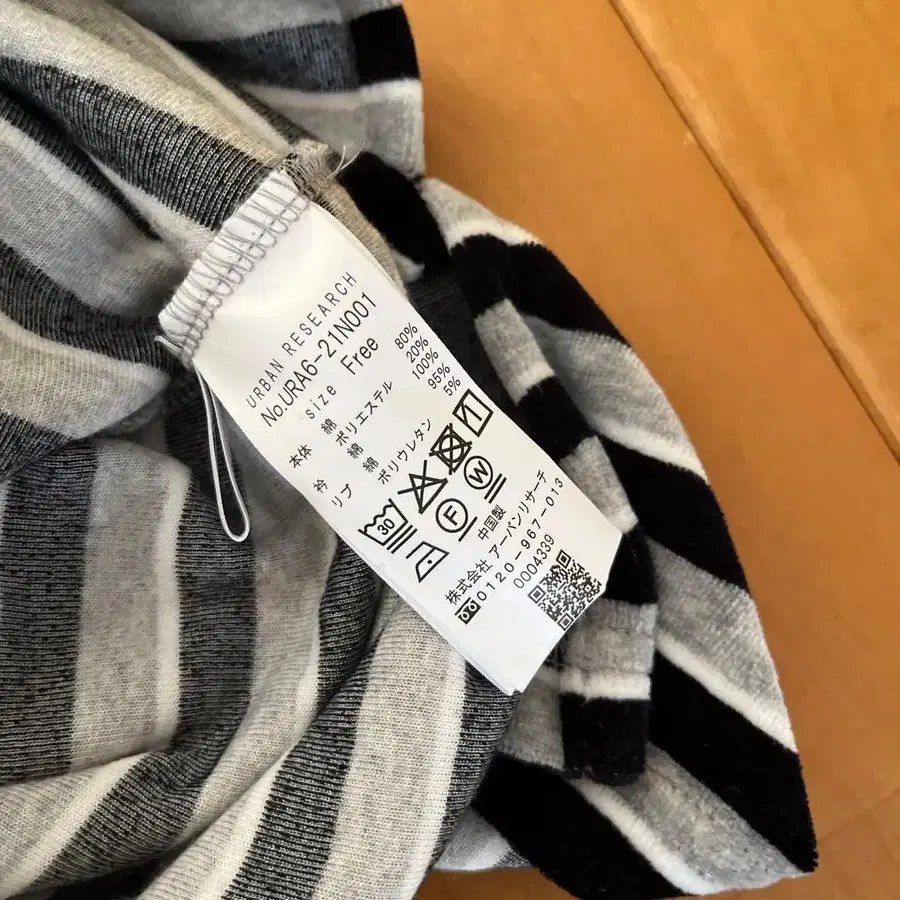 URBAN RESEARCH
No.URA6-21N001
size Free
本体 綿 80%
ポリエステル 20%
衿 綿 100%
リブ 綿 95%
ポリウレタン 5%
30
F W
中国製
株式会社 アーバンリサーチ
0120-967-013
0004339